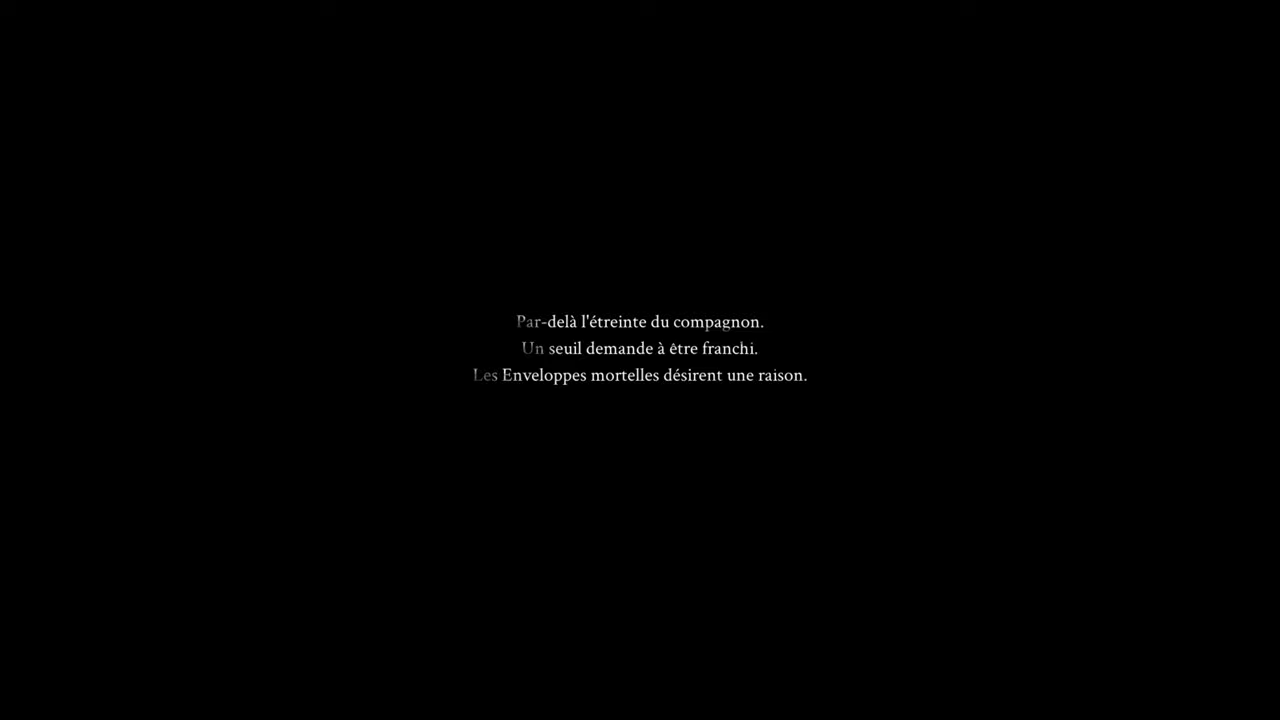 Par-delà l'étreinte du compagnon.
Un seuil demande à être franchi.
Les Enveloppes mortelles désirent une raison.